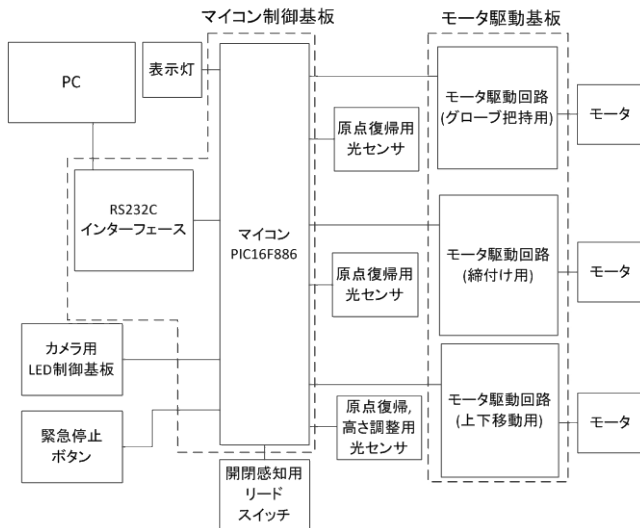 マイコン制御基板
モータ駆動基板
PC
表示灯
原点復帰用
光センサ
モータ駆動回路
(グローブ把持用)
モータ
RS232C
インターフェース
マイコン
PIC16F886
原点復帰用
光センサ
モータ駆動回路
(締付け用)
モータ
カメラ用
LED制御基板
緊急停止
ボタン
原点復帰,
高さ調整用
光センサ
モータ駆動回路
(上下移動用)
モータ
開閉感知用
リード
スイッチ